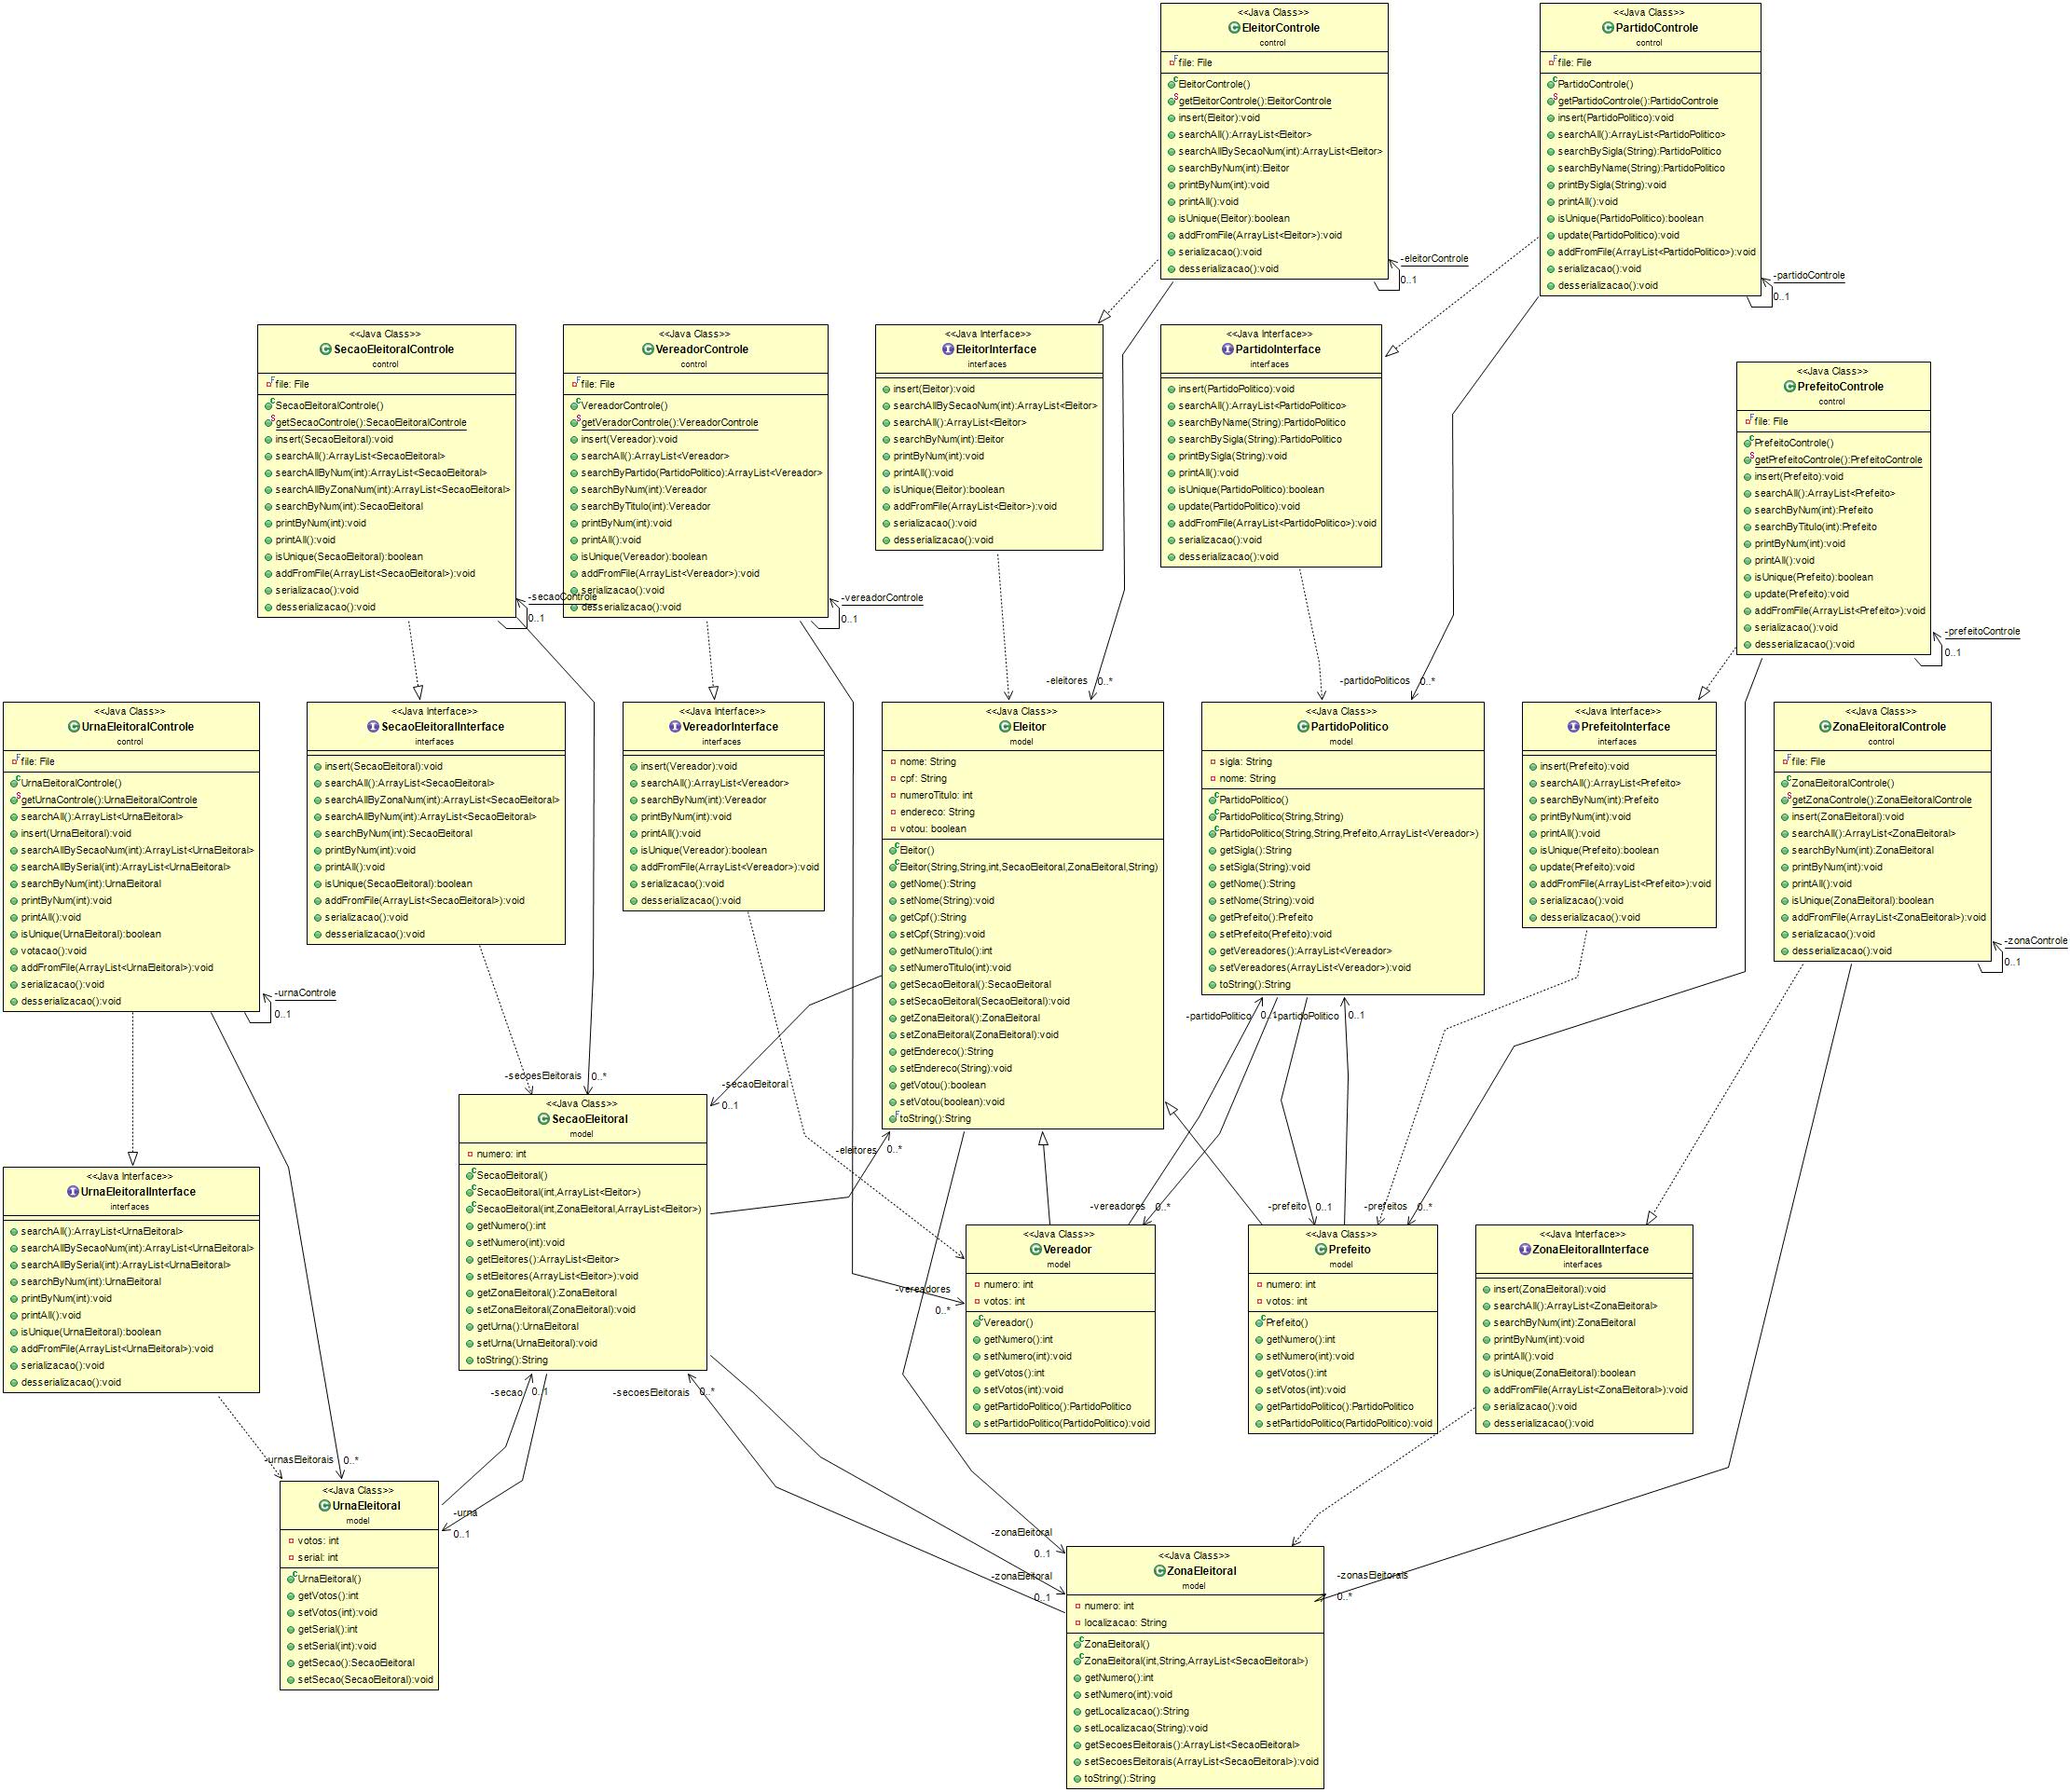 <<Java Class>>
EleitorControle
control
file: File
EleitorControle()
getEleitorControle():EleitorControle
insert(Eleitor):void
searchAll():ArrayList<Eleitor>
searchAllBySecaoNum(int):ArrayList<Eleitor>
searchByNum(int):Eleitor
printByNum(int):void
printAll():void
isUnique(Eleitor):boolean
addFromFile(ArrayList<Eleitor>):void
serializacao():void
desserializacao():void
-eleitorControle
0..1
<<Java Class>>
PartidoControle
control
file: File
PartidoControle()
getPartidoControle():PartidoControle
insert(PartidoPolitico):void
searchAll():ArrayList<PartidoPolitico>
searchBySigla(String):PartidoPolitico
searchByName(String):PartidoPolitico
printBySigla(String):void
printAll():void
isUnique(PartidoPolitico):boolean
update(PartidoPolitico):void
addFromFile(ArrayList<PartidoPolitico>):void
serializacao():void
desserializacao():void
-partidoControle
0..1
<<Java Class>>
SecaoEleitoralControle
control
file: File
SecaoEleitoralControle()
getSecaoControle():SecaoEleitoralControle
insert(SecaoEleitoral):void
searchAll():ArrayList<SecaoEleitoral>
searchAllByNum(int):ArrayList<SecaoEleitoral>
searchAllByZonaNum(int):ArrayList<SecaoEleitoral>
searchByNum(int):SecaoEleitoral
printByNum(int):void
printAll():void
isUnique(SecaoEleitoral):boolean
addFromFile(ArrayList<SecaoEleitoral>):void
serializacao():void
desserializacao():void
-secaoControle
0..1
<<Java Class>>
VereadorControle
control
file: File
VereadorControle()
getVeradorControle():VereadorControle
insert(Vereador):void
searchAll():ArrayList<Vereador>
searchByPartido(PartidoPolitico):ArrayList<Vereador>
searchByNum(int):Vereador
searchByTitulo(int):Vereador
printByNum(int):void
printAll():void
isUnique(Vereador):boolean
addFromFile(ArrayList<Vereador>):void
serializacao():void
desserializacao():void
-vereadorControle
0..1
<<Java Interface>>
EleitorInterface
interfaces
insert(Eleitor):void
searchAllBySecaoNum(int):ArrayList<Eleitor>
searchAll():ArrayList<Eleitor>
searchByNum(int):Eleitor
printByNum(int):void
printAll():void
isUnique(Eleitor):boolean
addFromFile(ArrayList<Eleitor>):void
serializacao():void
desserializacao():void
<<Java Interface>>
PartidoInterface
interfaces
insert(PartidoPolitico):void
searchAll():ArrayList<PartidoPolitico>
searchByName(String):PartidoPolitico
searchBySigla(String):PartidoPolitico
printBySigla(String):void
printAll():void
isUnique(PartidoPolitico):boolean
update(PartidoPolitico):void
addFromFile(ArrayList<PartidoPolitico>):void
serializacao():void
desserializacao():void
<<Java Class>>
PrefeitoControle
control
file: File
PrefeitoControle()
getPrefeitoControle():PrefeitoControle
insert(Prefeito):void
searchAll():ArrayList<Prefeito>
searchByNum(int):Prefeito
searchByTitulo(int):Prefeito
printByNum(int):void
printAll():void
isUnique(Prefeito):boolean
update(Prefeito):void
addFromFile(ArrayList<Prefeito>):void
serializacao():void
desserializacao():void
-prefeitoControle
0..1
<<Java Class>>
UrnaEleitoralControle
control
file: File
UrnaEleitoralControle()
getUrnaControle():UrnaEleitoralControle
searchAll():ArrayList<UrnaEleitoral>
insert(UrnaEleitoral):void
searchAllBySecaoNum(int):ArrayList<UrnaEleitoral>
searchAllBySerial(int):ArrayList<UrnaEleitoral>
searchByNum(int):UrnaEleitoral
printByNum(int):void
printAll():void
isUnique(UrnaEleitoral):boolean
votacao():void
addFromFile(ArrayList<UrnaEleitoral>):void
serializacao():void
desserializacao():void
-urnaControle
0..1
<<Java Interface>>
SecaoEleitoralInterface
interfaces
insert(SecaoEleitoral):void
searchAll():ArrayList<SecaoEleitoral>
searchAllByZonaNum(int):ArrayList<SecaoEleitoral>
searchAllByNum(int):ArrayList<SecaoEleitoral>
searchByNum(int):SecaoEleitoral
printByNum(int):void
printAll():void
isUnique(SecaoEleitoral):boolean
addFromFile(ArrayList<SecaoEleitoral>):void
serializacao():void
desserializacao():void
<<Java Interface>>
VereadorInterface
interfaces
insert(Vereador):void
searchAll():ArrayList<Vereador>
searchByNum(int):Vereador
printByNum(int):void
printAll():void
isUnique(Vereador):boolean
addFromFile(ArrayList<Vereador>):void
serializacao():void
desserializacao():void
-eleitores
0..*
<<Java Class>>
Eleitor
model
nome: String
cpf: String
numeroTitulo: int
endereco: String
votou: boolean
Eleitor()
Eleitor(String,String,int,SecaoEleitoral,ZonaEleitoral,String)
getNome():String
setNome(String):void
getCpf():String
setCpf(String):void
getNumeroTitulo():int
setNumeroTitulo(int):void
getSecaoEleitoral():SecaoEleitoral
setSecaoEleitoral(SecaoEleitoral):void
getZonaEleitoral():ZonaEleitoral
setZonaEleitoral(ZonaEleitoral):void
getEndereco():String
setEndereco(String):void
getVotou():boolean
setVotou(boolean):void
toString():String
-partidoPoliticos
0..*
<<Java Class>>
PartidoPolitico
model
sigla: String
nome: String
PartidoPolitico()
PartidoPolitico(String,String)
PartidoPolitico(String,String,Prefeito,ArrayList<Vereador>)
getSigla():String
setSigla(String):void
getNome():String
setNome(String):void
getPrefeito():Prefeito
setPrefeito(Prefeito):void
getVereadores():ArrayList<Vereador>
setVereadores(ArrayList<Vereador>):void
toString():String
-partidoPolitico
0..1
-partidoPolitico
0..1
<<Java Interface>>
PrefeitoInterface
interfaces
insert(Prefeito):void
searchAll():ArrayList<Prefeito>
searchByNum(int):Prefeito
printByNum(int):void
printAll():void
isUnique(Prefeito):boolean
update(Prefeito):void
addFromFile(ArrayList<Prefeito>):void
serializacao():void
desserializacao():void
<<Java Class>>
ZonaEleitoralControle
control
file: File
ZonaEleitoralControle()
getZonaControle():ZonaEleitoralControle
insert(ZonaEleitoral):void
searchAll():ArrayList<ZonaEleitoral>
searchByNum(int):ZonaEleitoral
printByNum(int):void
printAll():void
isUnique(ZonaEleitoral):boolean
addFromFile(ArrayList<ZonaEleitoral>):void
serializacao():void
desserializacao():void
-zonaControle
0..1
<<Java Interface>>
UrnaEleitoralInterface
interfaces
searchAll():ArrayList<UrnaEleitoral>
searchAllBySecaoNum(int):ArrayList<UrnaEleitoral>
searchAllBySerial(int):ArrayList<UrnaEleitoral>
searchByNum(int):UrnaEleitoral
printByNum(int):void
printAll():void
isUnique(UrnaEleitoral):boolean
addFromFile(ArrayList<UrnaEleitoral>):void
serializacao():void
desserializacao():void
-secoesEleitorais
0..*
-secaoEleitoral
0..1
<<Java Class>>
SecaoEleitoral
model
numero: int
SecaoEleitoral()
SecaoEleitoral(int,ArrayList<Eleitor>)
SecaoEleitoral(int,ZonaEleitoral,ArrayList<Eleitor>)
getNumero():int
setNumero(int):void
getEleitores():ArrayList<Eleitor>
setEleitores(ArrayList<Eleitor>):void
getZonaEleitoral():ZonaEleitoral
setZonaEleitoral(ZonaEleitoral):void
getUrna():UrnaEleitoral
setUrna(UrnaEleitoral):void
toString():String
-secao
0..1
-secoesEleitorais
0..*
-eleitores
0..*
-vereadores
0..*
-vereadores
0..*
<<Java Class>>
Vereador
model
numero: int
votos: int
Vereador()
getNumero():int
setNumero(int):void
getVotos():int
setVotos(int):void
getPartidoPolitico():PartidoPolitico
setPartidoPolitico(PartidoPolitico):void
-prefeito
0..1
-prefeitos
0..*
<<Java Class>>
Prefeito
model
numero: int
votos: int
Prefeito()
getNumero():int
setNumero(int):void
getVotos():int
setVotos(int):void
getPartidoPolitico():PartidoPolitico
setPartidoPolitico(PartidoPolitico):void
<<Java Interface>>
ZonaEleitoralInterface
interfaces
insert(ZonaEleitoral):void
searchAll():ArrayList<ZonaEleitoral>
searchByNum(int):ZonaEleitoral
printByNum(int):void
printAll():void
isUnique(ZonaEleitoral):boolean
addFromFile(ArrayList<ZonaEleitoral>):void
serializacao():void
desserializacao():void
-urnasEleitorais
0..*
<<Java Class>>
UrnaEleitoral
model
votos: int
serial: int
UrnaEleitoral()
getVotos():int
setVotos(int):void
getSerial():int
setSerial(int):void
getSecao():SecaoEleitoral
setSecao(SecaoEleitoral):void
-urna
0..1
-zonaEleitoral
0..1
-zonaEleitoral
0..1
-zonasEleitorais
0..*
<<Java Class>>
ZonaEleitoral
model
numero: int
localizacao: String
ZonaEleitoral()
ZonaEleitoral(int,String,ArrayList<SecaoEleitoral>)
getNumero():int
setNumero(int):void
getLocalizacao():String
setLocalizacao(String):void
getSecoesEleitorais():ArrayList<SecaoEleitoral>
setSecoesEleitorais(ArrayList<SecaoEleitoral>):void
toString():String